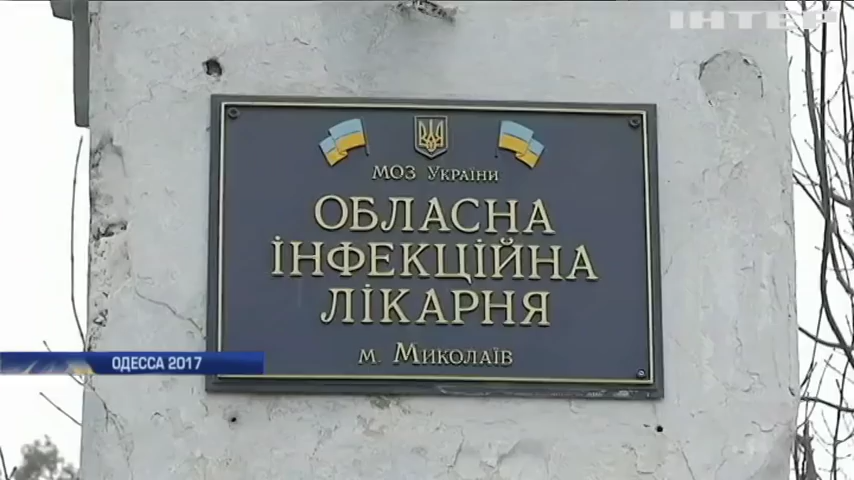 ІНТЕР
МОЗ УКРАЇНИ
ОБЛАСНА
ІНФЕКЦІЙНА
ЛІКАРНЯ
М. МИКОЛАЇВ
ОДЕССА 2017